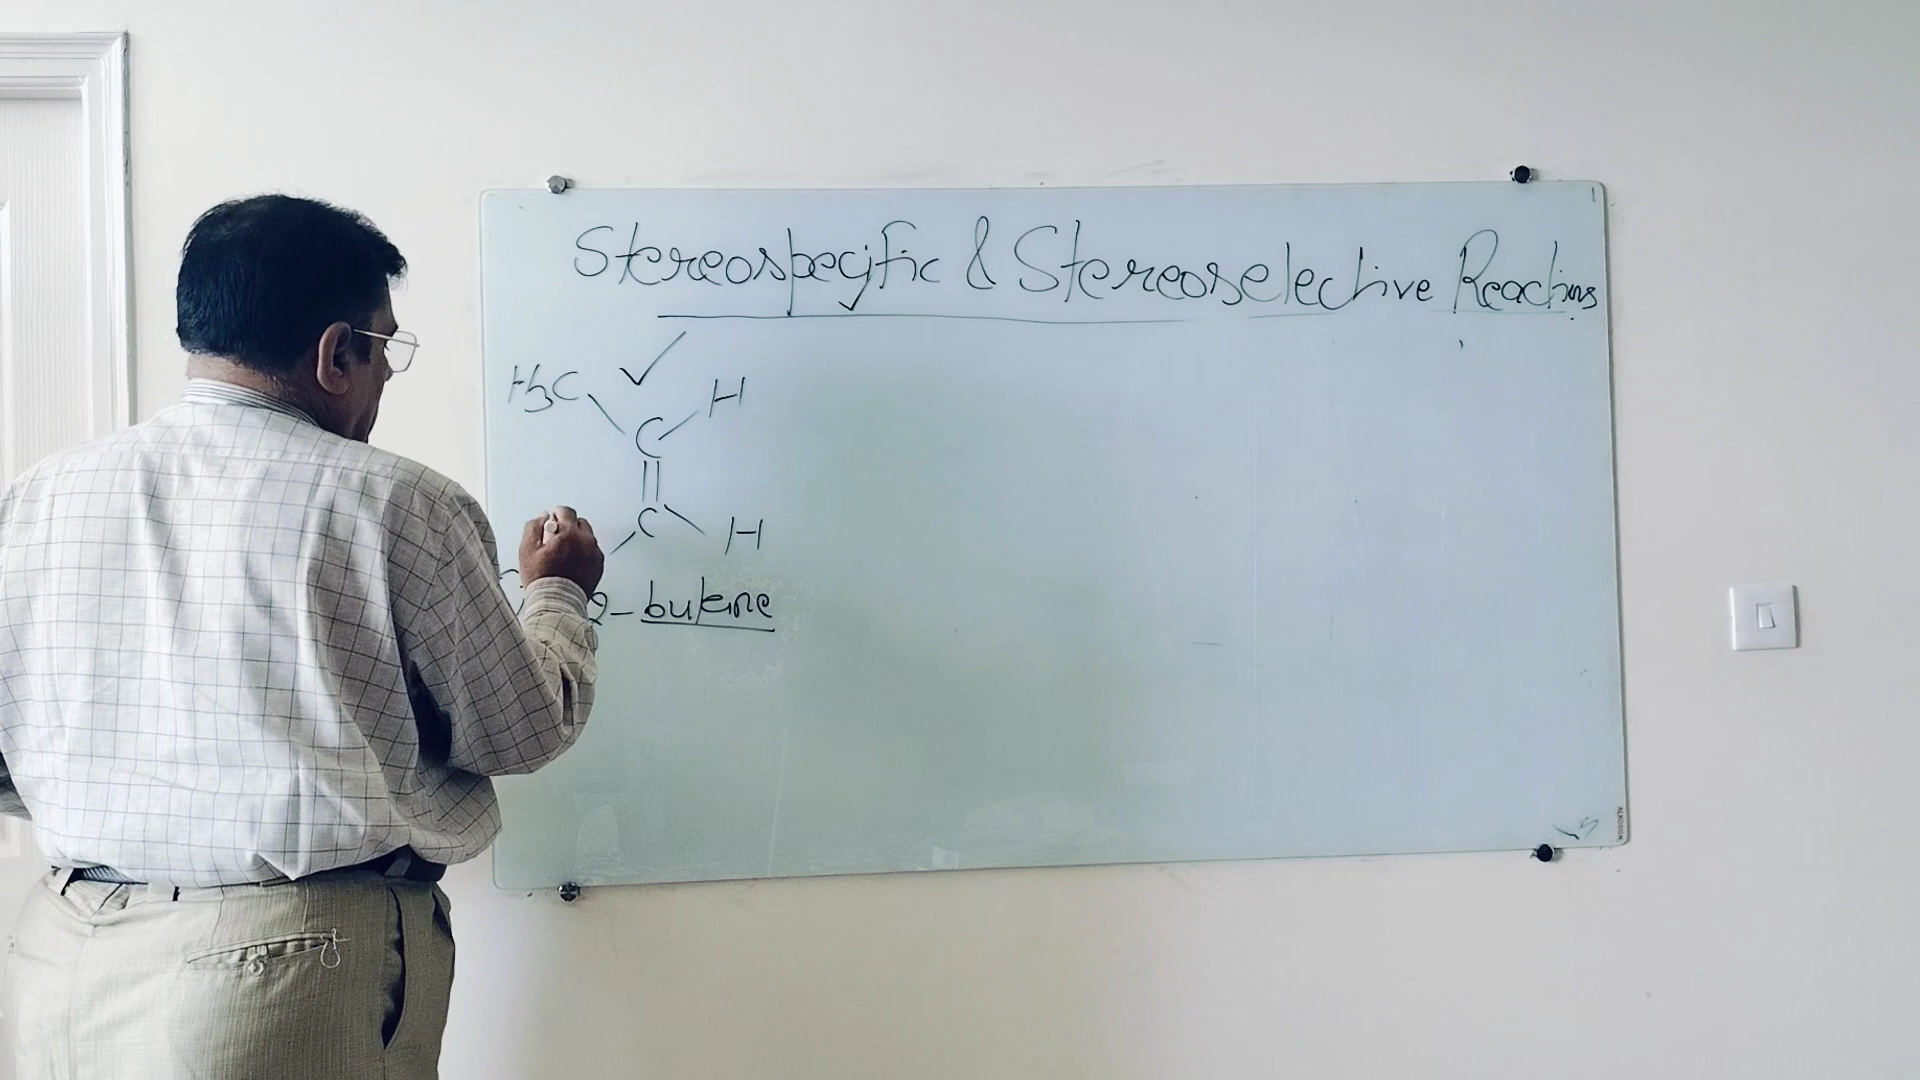 Stereospecific & Stereoselective Reactions
H3C H
C
C
H
2-butene